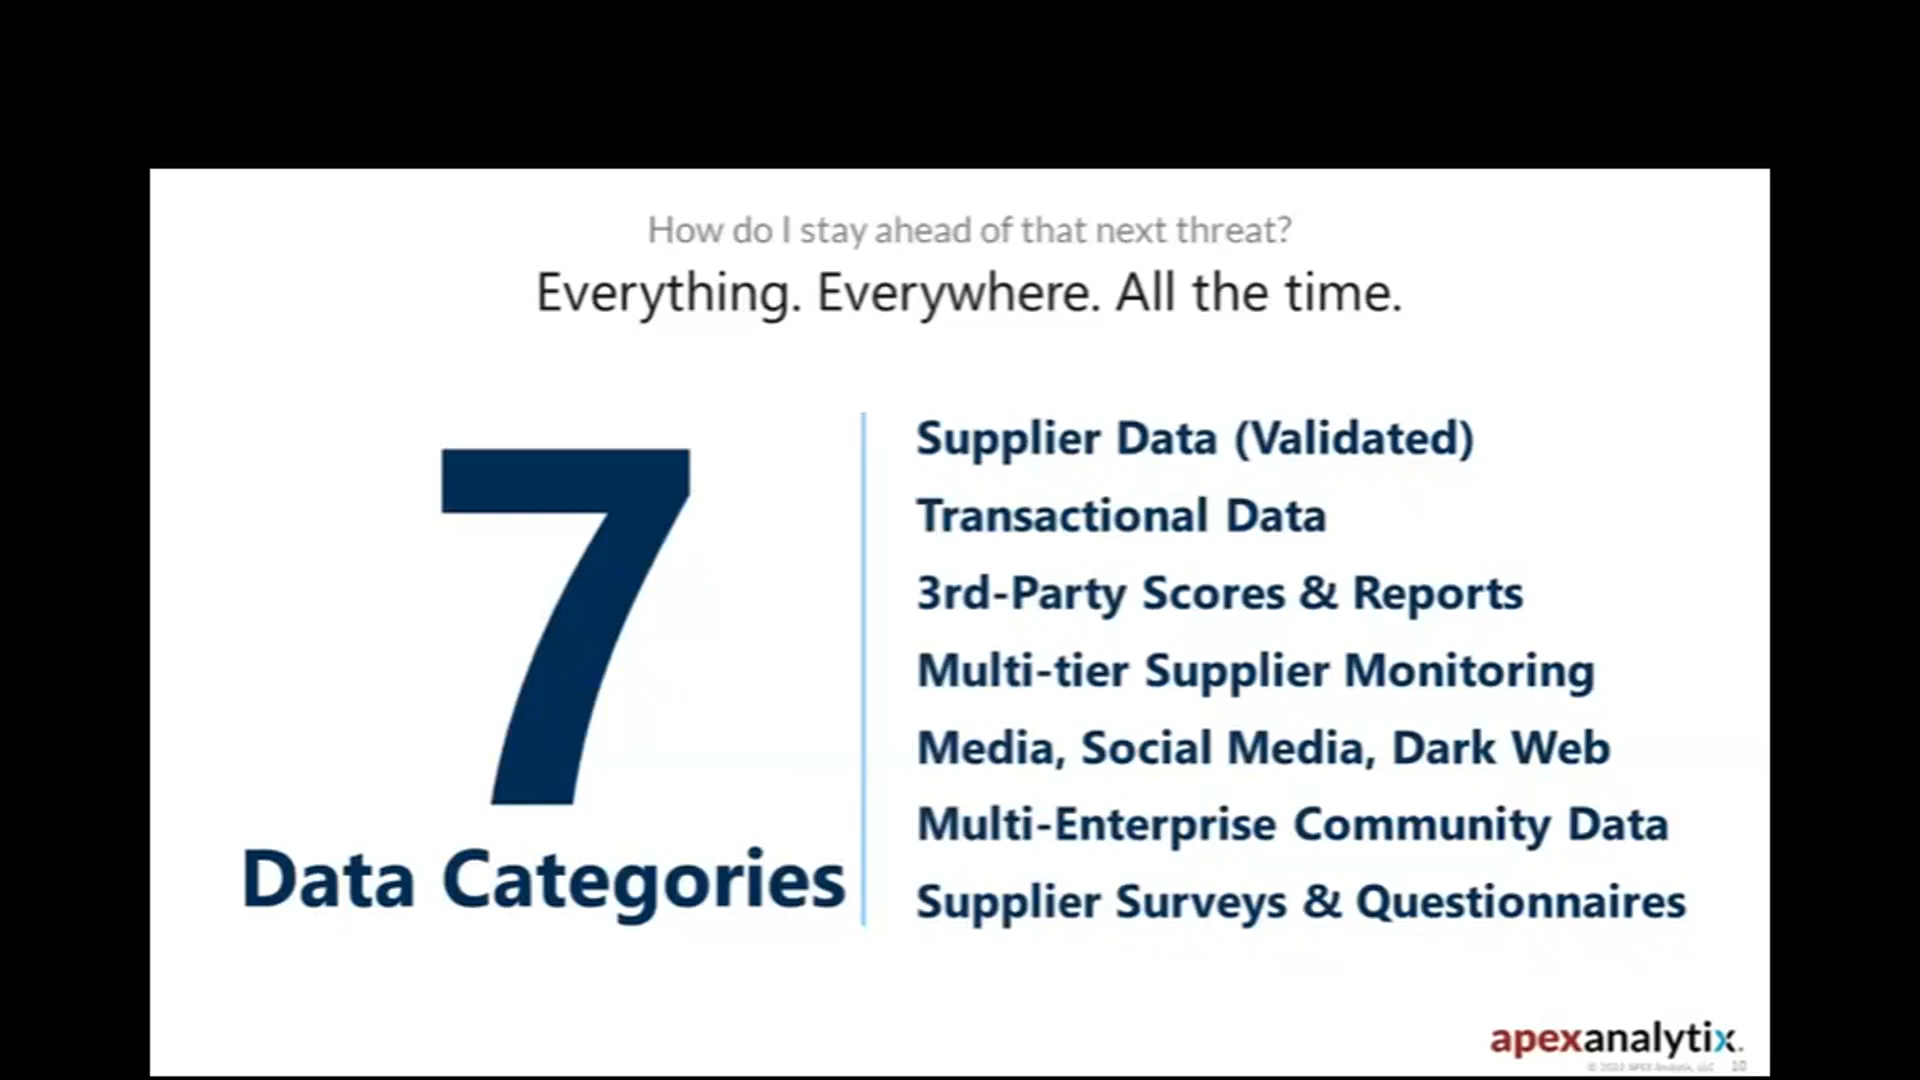 How do I stay ahead of that next threat?
Everything. Everywhere. All the time.
7
Data Categories
Supplier Data (Validated)
Transactional Data
3rd-Party Scores & Reports
Multi-tier Supplier Monitoring
Media, Social Media, Dark Web
Multi-Enterprise Community Data
Supplier Surveys & Questionnaires
apexanalytix.